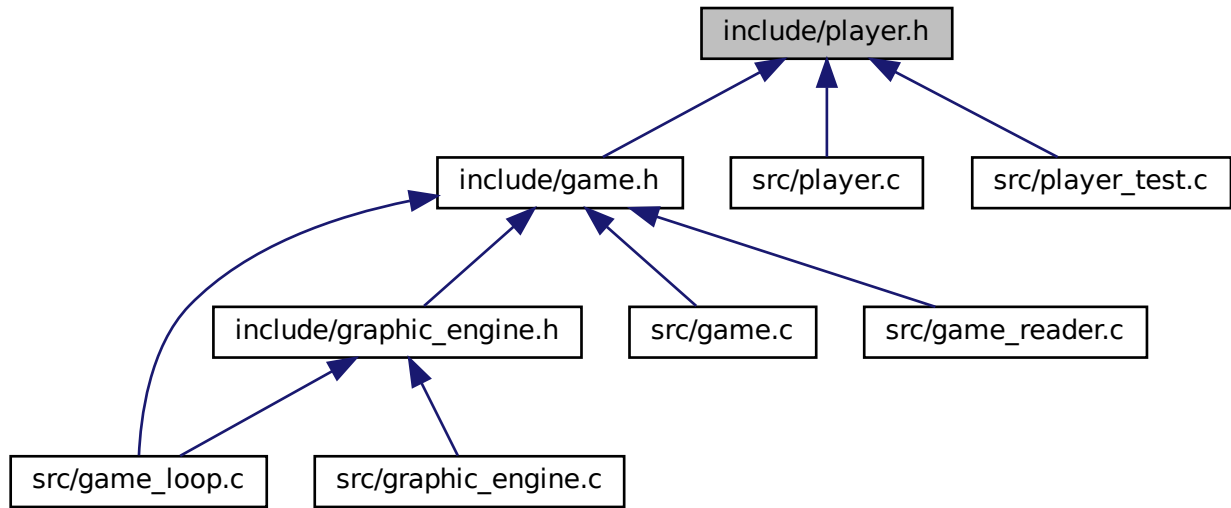 include/player.h
include/game.h
src/player.c
src/player_test.c
include/graphic_engine.h
src/game.c
src/game_reader.c
src/game_loop.c
src/graphic_engine.c